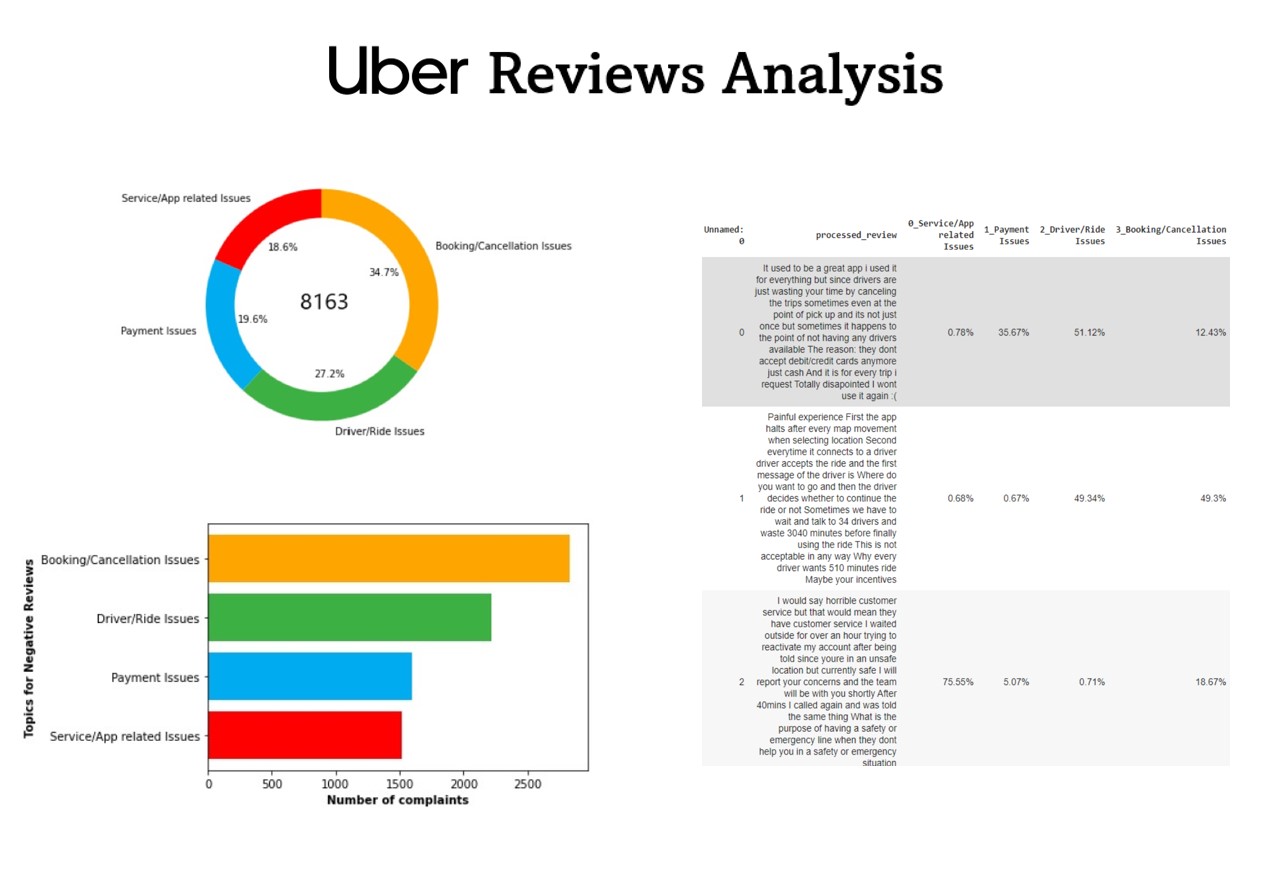 Uber Reviews Analysis
Service/App related Issues
18.6%
Booking/Cancellation Issues
34.7%
8163
19.6%
Payment Issues
27.2%
Driver/Ride Issues
Topics for Negative Reviews
Booking/Cancellation Issues
Driver/Ride Issues
Payment Issues
Service/App related Issues
0 500 1000 1500 2000 2500
Number of complaints
Unnamed:
0
processed_review
0_Service/App
related
Issues
1_Payment
Issues
2_Driver/Ride
Issues
3_Booking/Cancellation
Issues
0
It used to be a great app i used it
for everything but since drivers are
just wasting your time by canceling
the trips sometimes even at the
point of pick up and its not just
once but sometimes it happens to
the point of not having any drivers
available The reason: they dont
accept debit/credit cards anymore
just cash And it is for every trip i
request Totally disapointed I wont
use it again :(
0.78% 35.67% 51.12% 12.43%
1
Painful experience First the app
halts after every map movement
when selecting location Second
everytime it connects to a driver
driver accepts the ride and the first
message of the driver is Where do
you want to go and then the driver
decides whether to continue the
ride or not Sometimes we have to
wait and talk to 34 drivers and
waste 3040 minutes before finally
using the ride This is not
acceptable in any way Why every
driver wants 510 minutes ride
Maybe your incentives
0.68% 0.67% 49.34% 49.3%
2
I would say horrible customer
service but that would mean they
have customer service I waited
outside for over an hour trying to
reactivate my account after being
told since youre in an unsafe
location but currently safe I will
report your concerns and the team
will be with you shortly After
40mins I called again and was told
the same thing What is the
purpose of having a safety or
emergency line when they dont
help you in a safety or emergency
situation
75.55% 5.07% 0.71% 18.67%